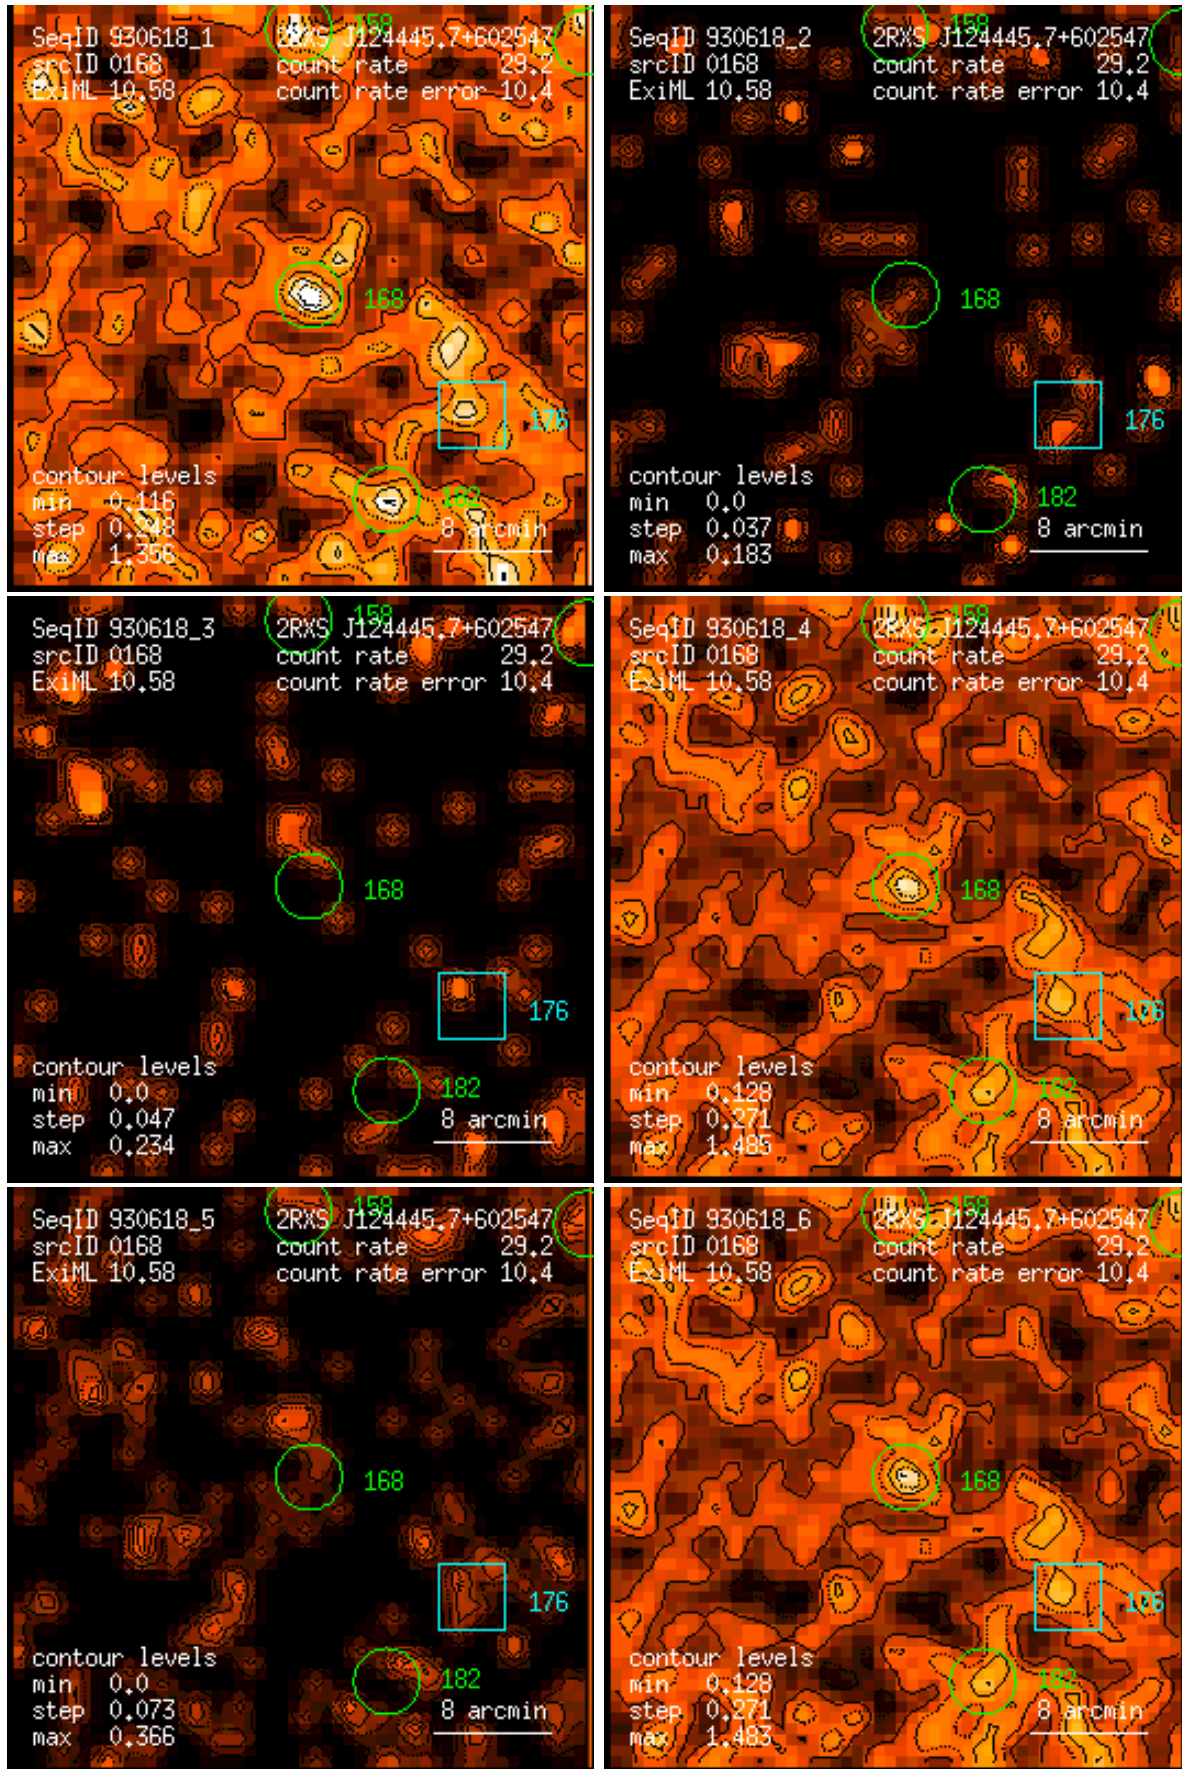 158
SeqID 930618_1 2RXS J124445.7+602547
srcID 0168 count rate 29.2
ExiML 10.58 count rate error 10.4
168
176
contour levels
min 0.116 182
step 0.248 8 arcmin
max 1.356
158
SeqID 930618_2 2RXS J124445.7+602547
srcID 0168 count rate 29.2
ExiML 10.58 count rate error 10.4
168
176
contour levels
min 0.0 182
step 0.037 8 arcmin
max 0.183
158
SeqID 930618_3 2RXS J124445.7+602547
srcID 0168 count rate 29.2
ExiML 10.58 count rate error 10.4
168
176
contour levels
min 0.0 182
step 0.047 8 arcmin
max 0.234
158
SeqID 930618_4 2RXS J124445.7+602547
srcID 0168 count rate 29.2
ExiML 10.58 count rate error 10.4
168
176
contour levels
min 0.128 182
step 0.271 8 arcmin
max 1.485
158
SeqID 930618_5 2RXS J124445.7+602547
srcID 0168 count rate 29.2
ExiML 10.58 count rate error 10.4
168
176
contour levels
min 0.0 182
step 0.073 8 arcmin
max 0.366
158
SeqID 930618_6 2RXS J124445.7+602547
srcID 0168 count rate 29.2
ExiML 10.58 count rate error 10.4
168
176
contour levels
min 0.128 182
step 0.271 8 arcmin
max 1.483